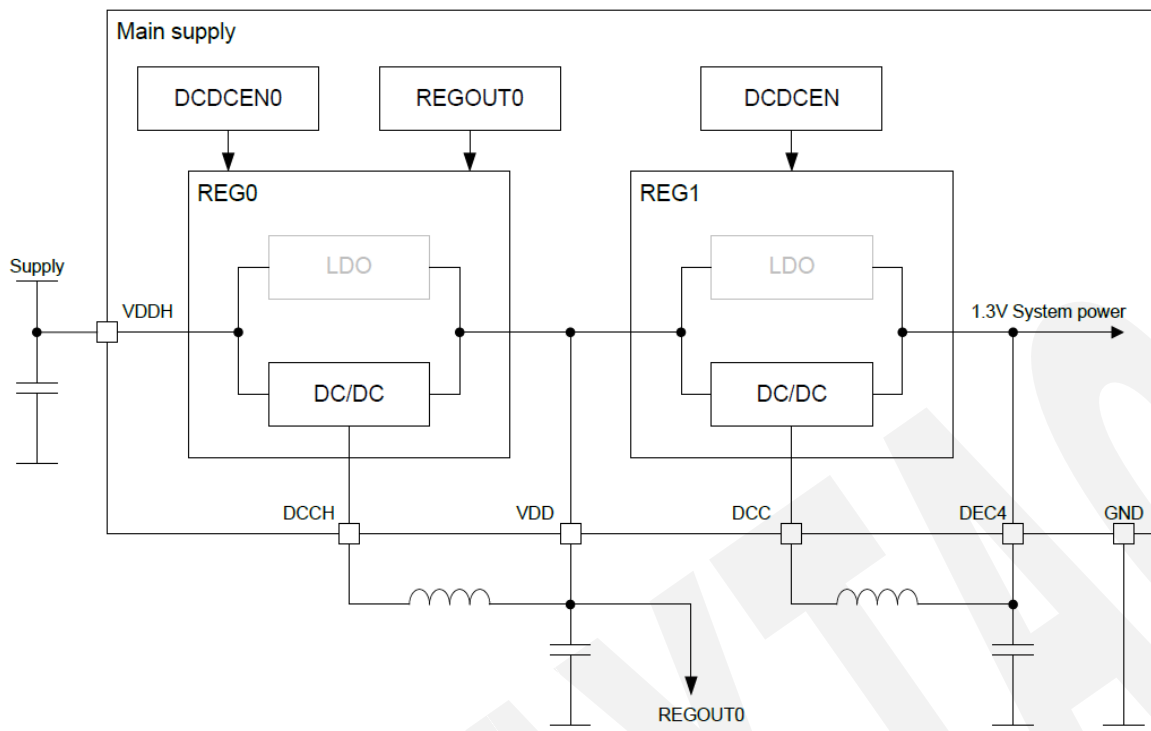 Main supply
DCDCEN0
REGOUT0
DCDCEN
REG0
REG1
LDO
LDO
Supply
VDDH
1.3V System power
DC/DC
DC/DC
DCCH
VDD
DCC
DEC4
GND
REGOUT0